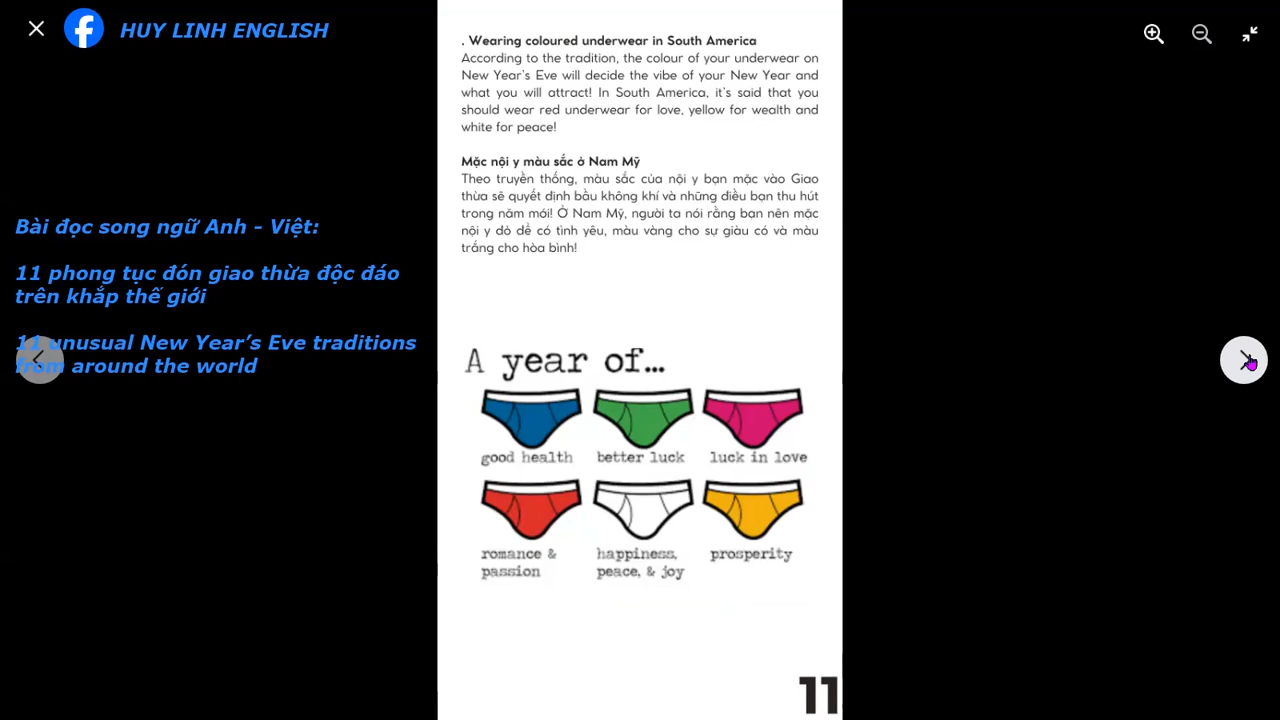 HUY LINH ENGLISH
. Wearing coloured underwear in South America
According to the tradition, the colour of your underwear on
New Year's Eve will decide the vibe of your New Year and
what you will attract! In South America, it's said that you
should wear red underwear for love, yellow for wealth and
white for peace!
Mặc nội y màu sắc ở Nam Mỹ
Theo truyền thống, màu sắc của nội y bạn mặc vào Giao
thừa sẽ quyết định bầu không khí và những điều bạn thu hút
trong năm mới! Ở Nam Mỹ, người ta nói rằng bạn nên mặc
nội y đỏ để có tình yêu, màu vàng cho sự giàu có và màu
trắng cho hòa bình!
Bài đọc song ngữ Anh - Việt:
11 phong tục đón giao thừa độc đáo
trên khắp thế giới
11 unusual New Year's Eve traditions
from around the world
A year of...
good health
better luck
luck in love
romance &
passion
happiness,
peace, & joy
prosperity
11